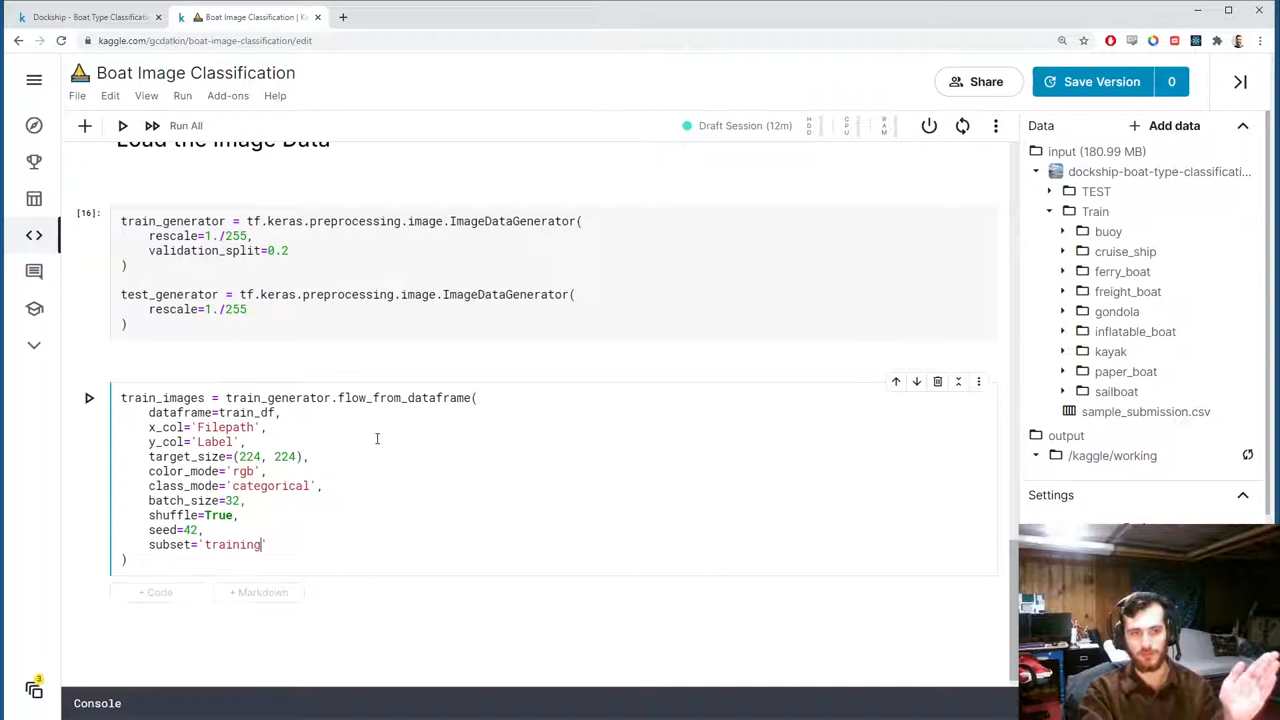 Dockship - Boat Type Classificati
Boat Image Classification | K
kaggle.com/gcdatkin/boat-image-classification/edit
Boat Image Classification
File Edit View Run Add-ons Help
Share
Save Version 0
Run All
Draft Session (12m)
HDD
CPU
RAM
Load the Image Data
[16]:
train_generator = tf.keras.preprocessing.image.ImageDataGenerator(
rescale=1./255,
validation_split=0.2
)
test_generator = tf.keras.preprocessing.image.ImageDataGenerator(
rescale=1./255
)
train_images = train_generator.flow_from_dataframe(
dataframe=train_df,
x_col='Filepath',
y_col='Label',
target_size=(224, 224),
color_mode='rgb',
class_mode='categorical',
batch_size=32,
shuffle=True,
seed=42,
subset='training'
)
+ Code
+ Markdown
Console
Data
Add data
input (180.99 MB)
dockship-boat-type-classificati...
TEST
Train
buoy
cruise_ship
ferry_boat
freight_boat
gondola
inflatable_boat
kayak
paper_boat
sailboat
sample_submission.csv
output
/kaggle/working
Settings
3